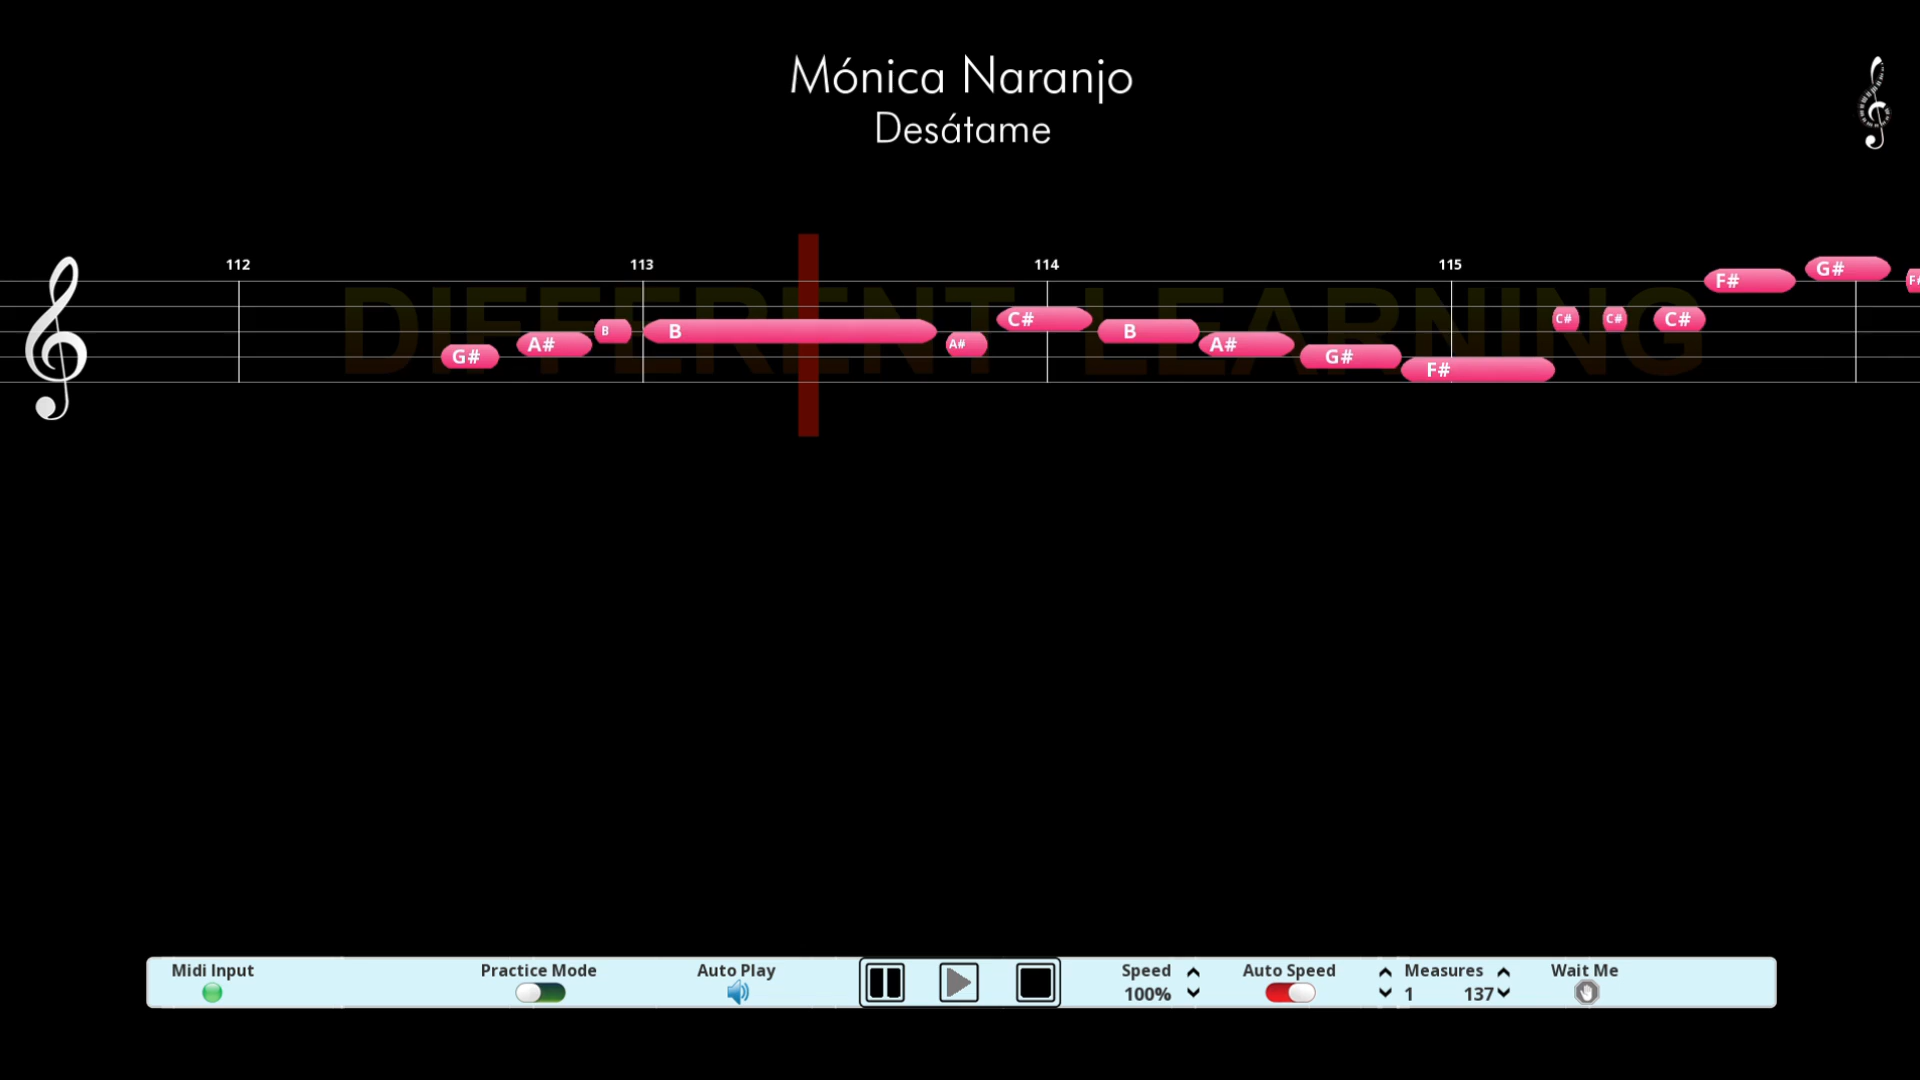 Mónica Naranjo
Desátame
112 113 114 115
DIFFERENT LEARNING
G# A# B B A# C# B A# G# F# C# C# C# F# G# F#
Midi Input Practice Mode Auto Play Speed Auto Speed Measures Wait Me
100% 1 137